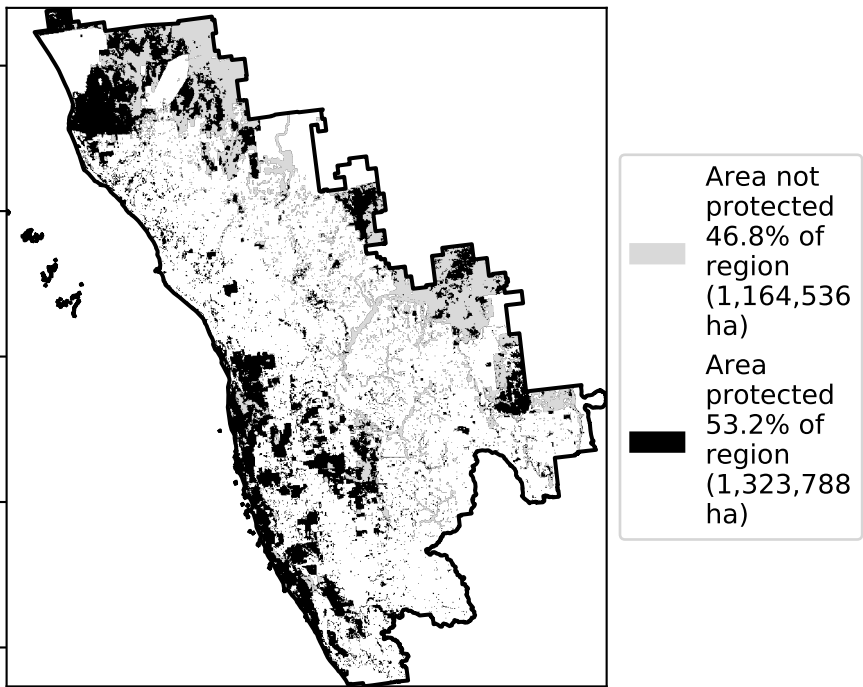 Area not
protected
46.8% of
region
(1,164,536
ha)
Area
protected
53.2% of
region
(1,323,788
ha)